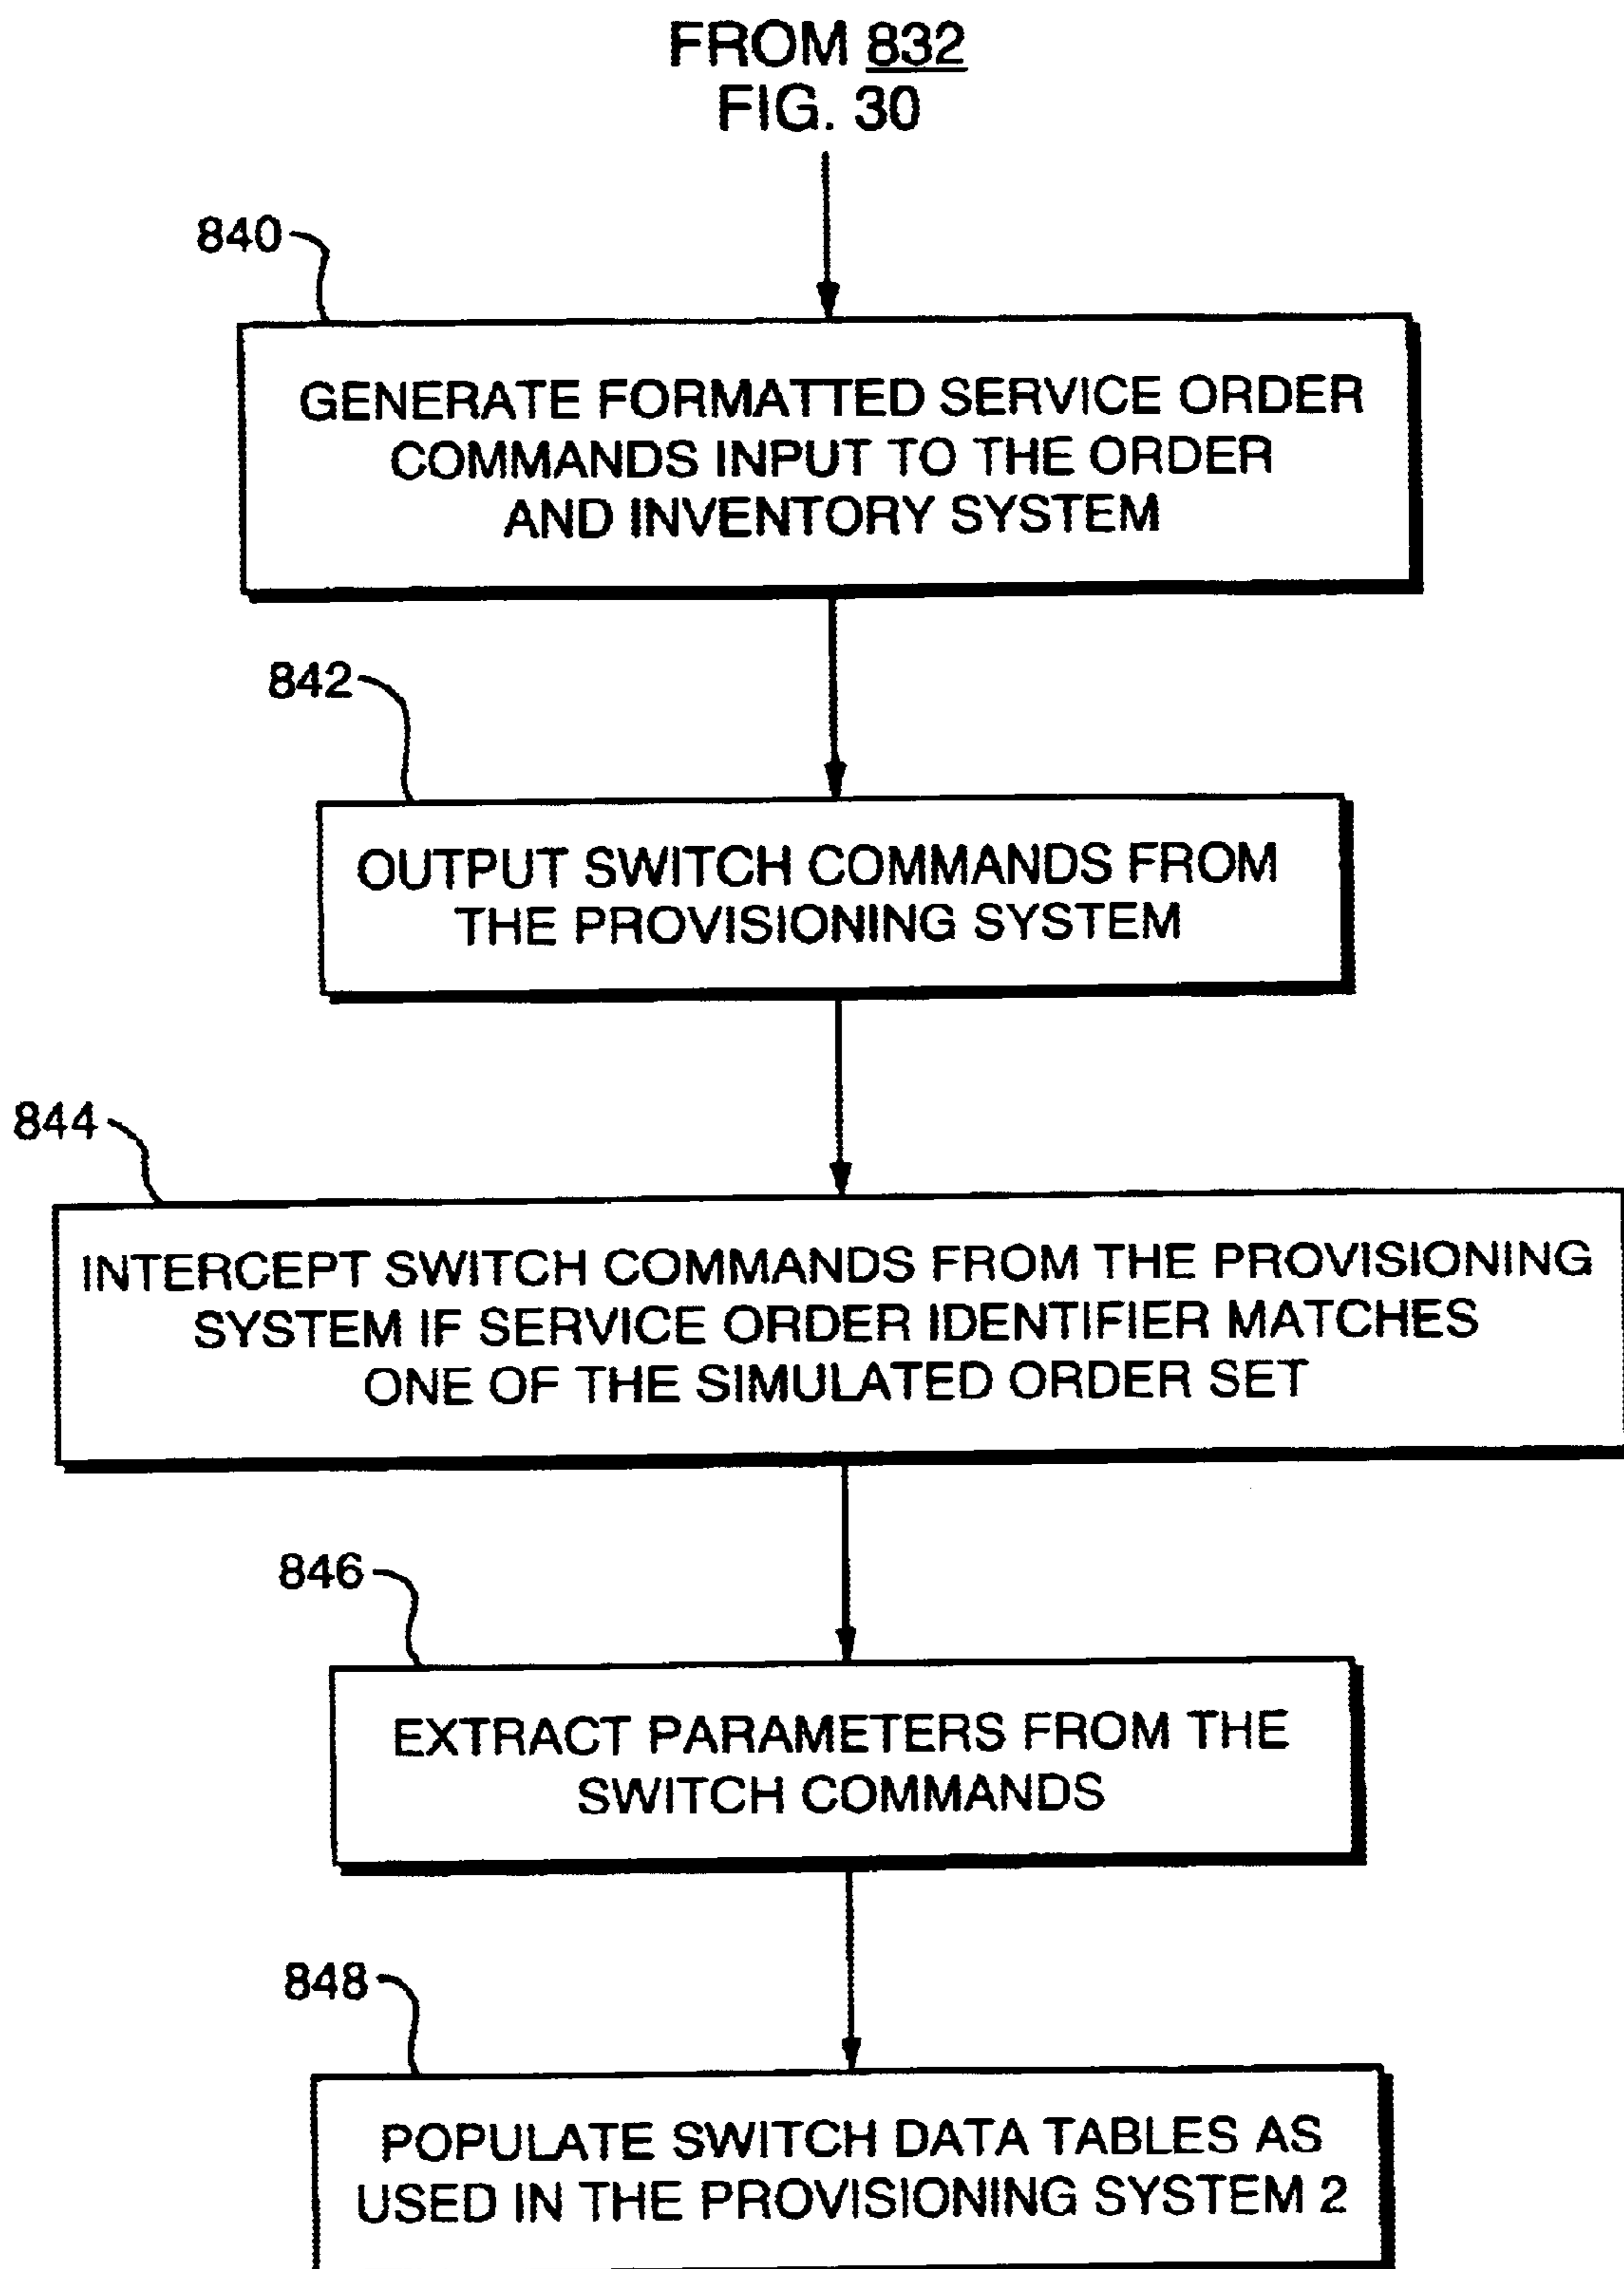 FROM 832
FIG. 30
840
GENERATE FORMATTED SERVICE ORDER
COMMANDS INPUT TO THE ORDER
AND INVENTORY SYSTEM
842
OUTPUT SWITCH COMMANDS FROM
THE PROVISIONING SYSTEM
844
INTERCEPT SWITCH COMMANDS FROM THE PROVISIONING
SYSTEM IF SERVICE ORDER IDENTIFIER MATCHES
ONE OF THE SIMULATED ORDER SET
846
EXTRACT PARAMETERS FROM THE
SWITCH COMMANDS
848
POPULATE SWITCH DATA TABLES AS
USED IN THE PROVISIONING SYSTEM 2